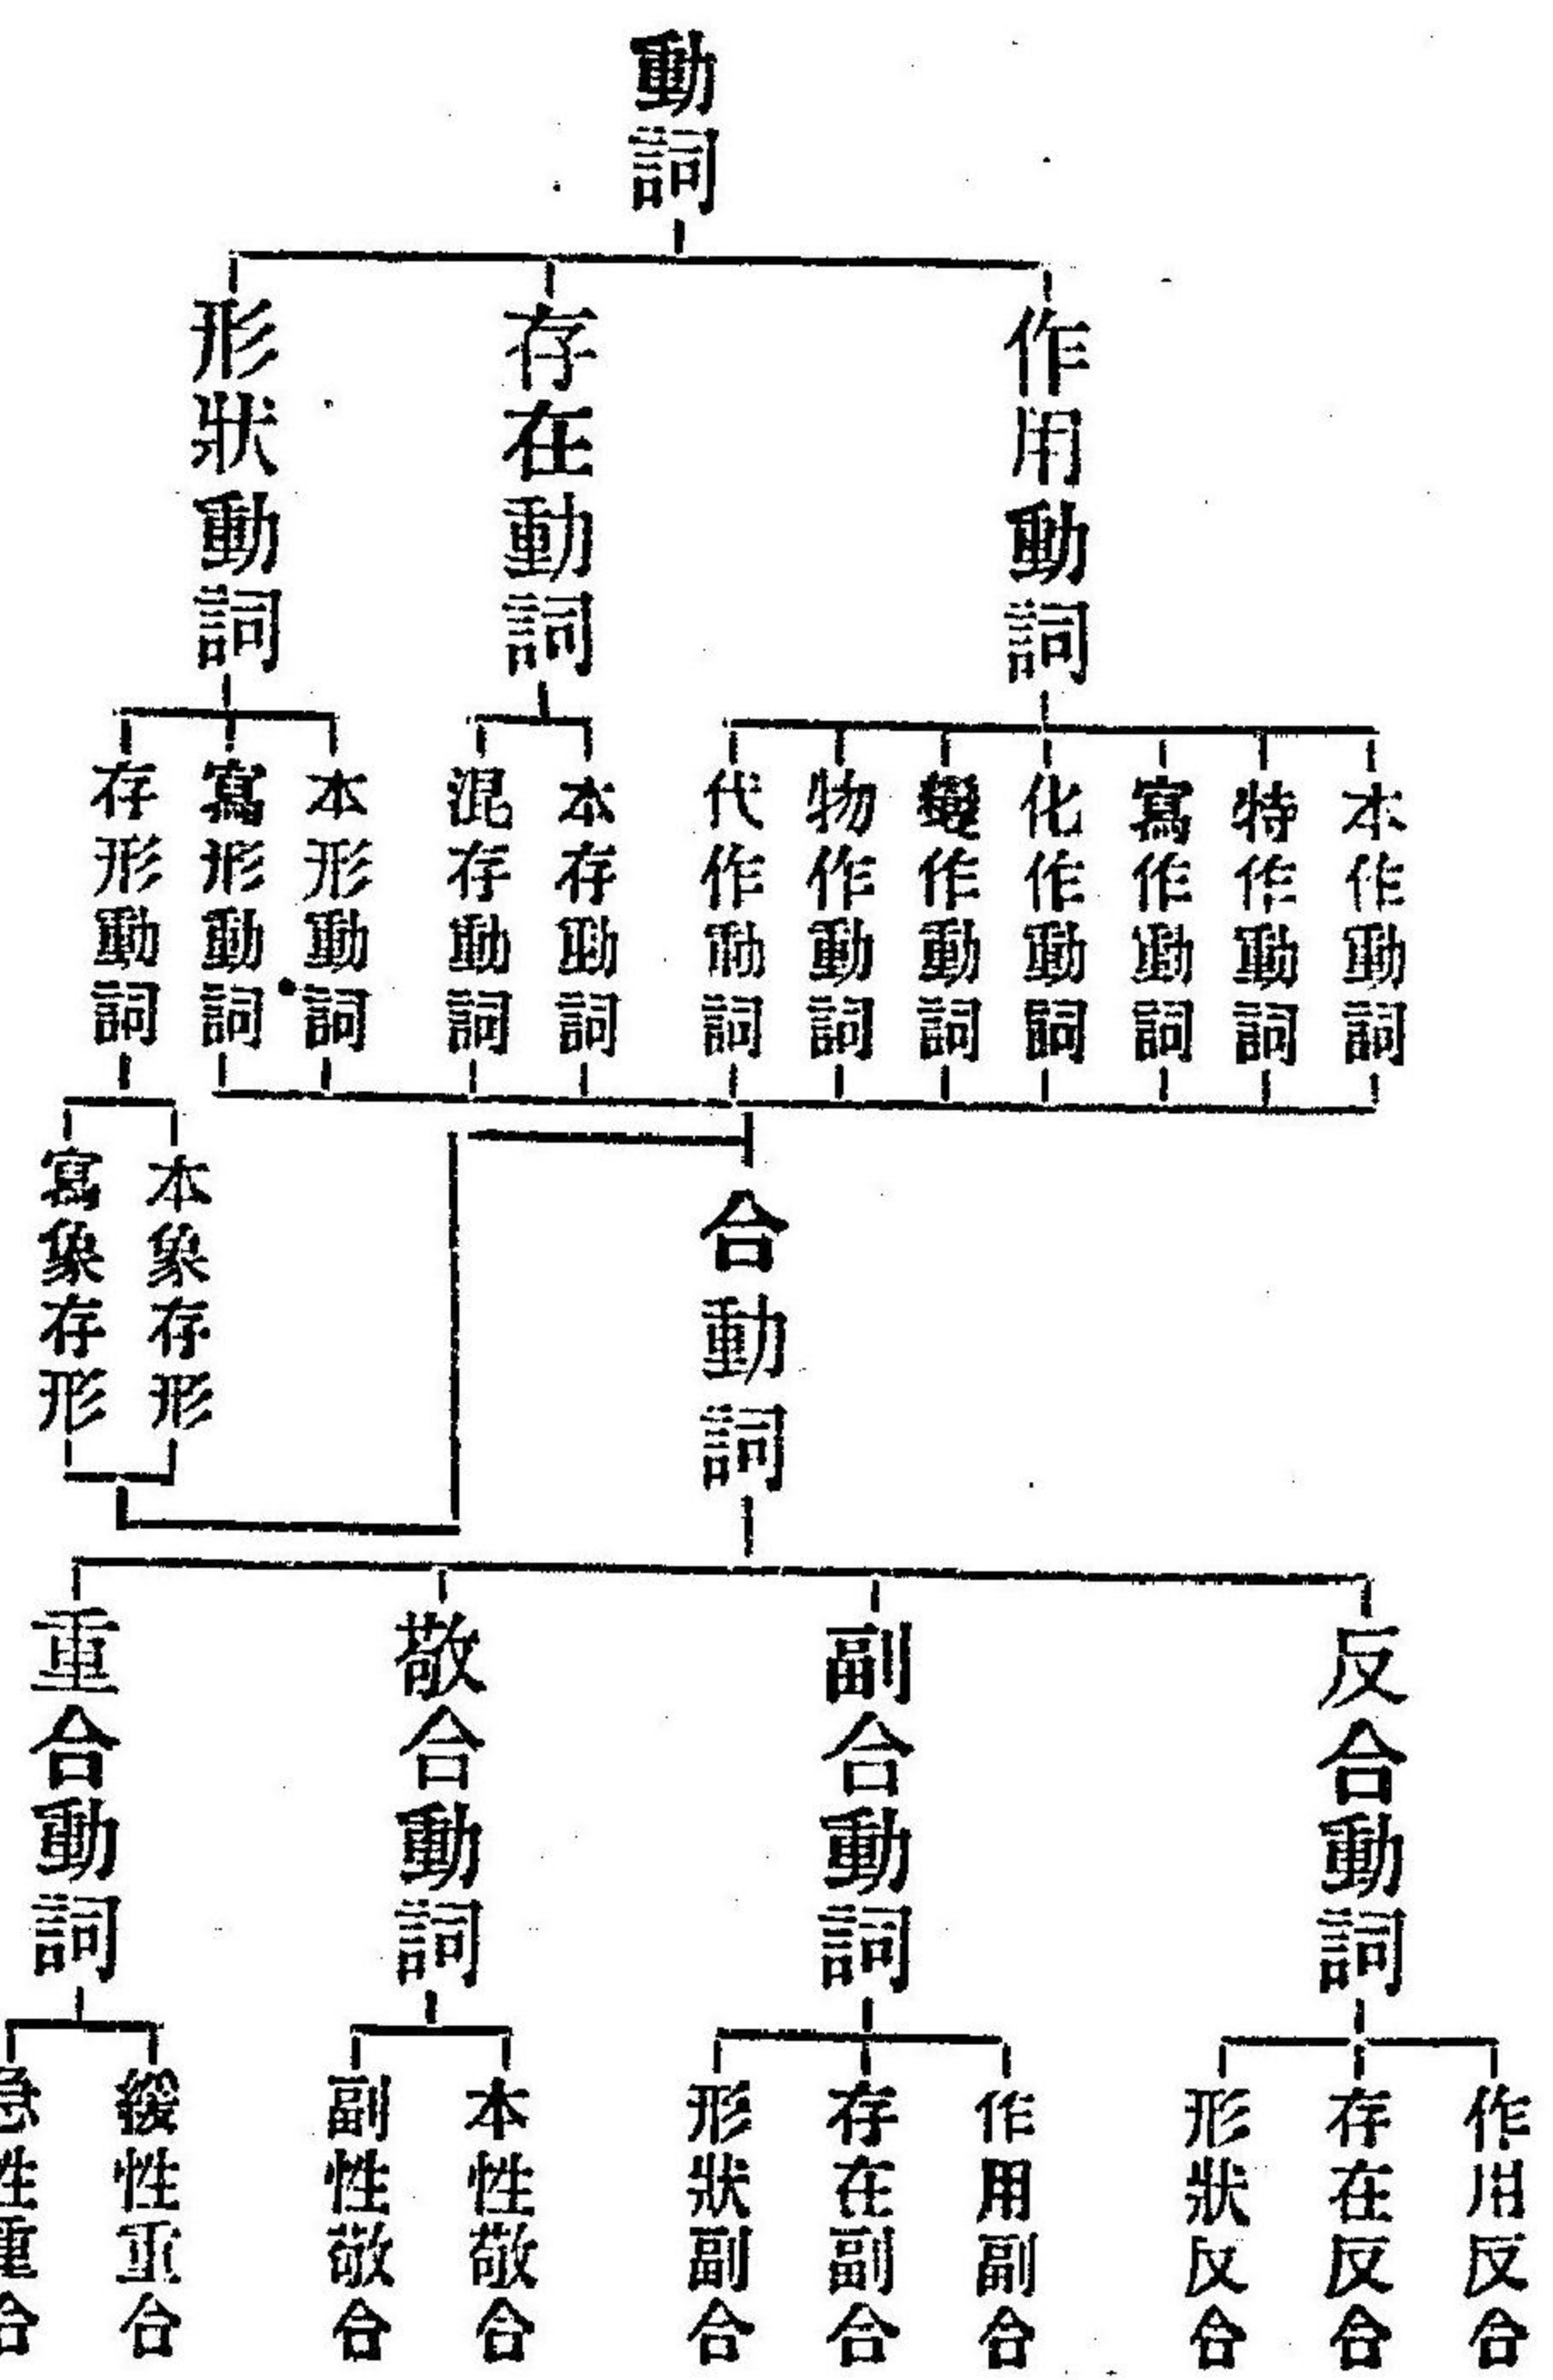 動詞
作用動詞
存在動詞
形狀動詞
本作動詞
特作動詞
寫作動詞
化作動詞
變作動詞
物作動詞
代作動詞
本存動詞
混存動詞
本形動詞
寫形動詞
存形動詞
本象存形
寫象存形
合動詞
反合動詞
副合動詞
敬合動詞
重合動詞
作用反合
存在反合
形狀反合
作用副合
存在副合
形狀副合
本性敬合
副性敬合
緩性重合
急性重合